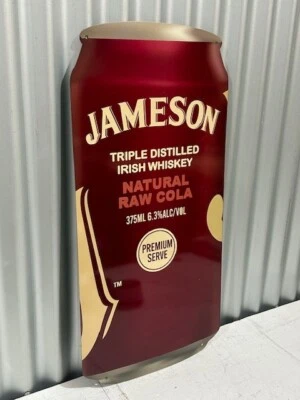 JAMESON
TRIPLE DISTILLED
IRISH WHISKEY
NATURAL
RAW COLA
375ML 6.3%ALC/VOL
PREMIUM
SERVE
TM